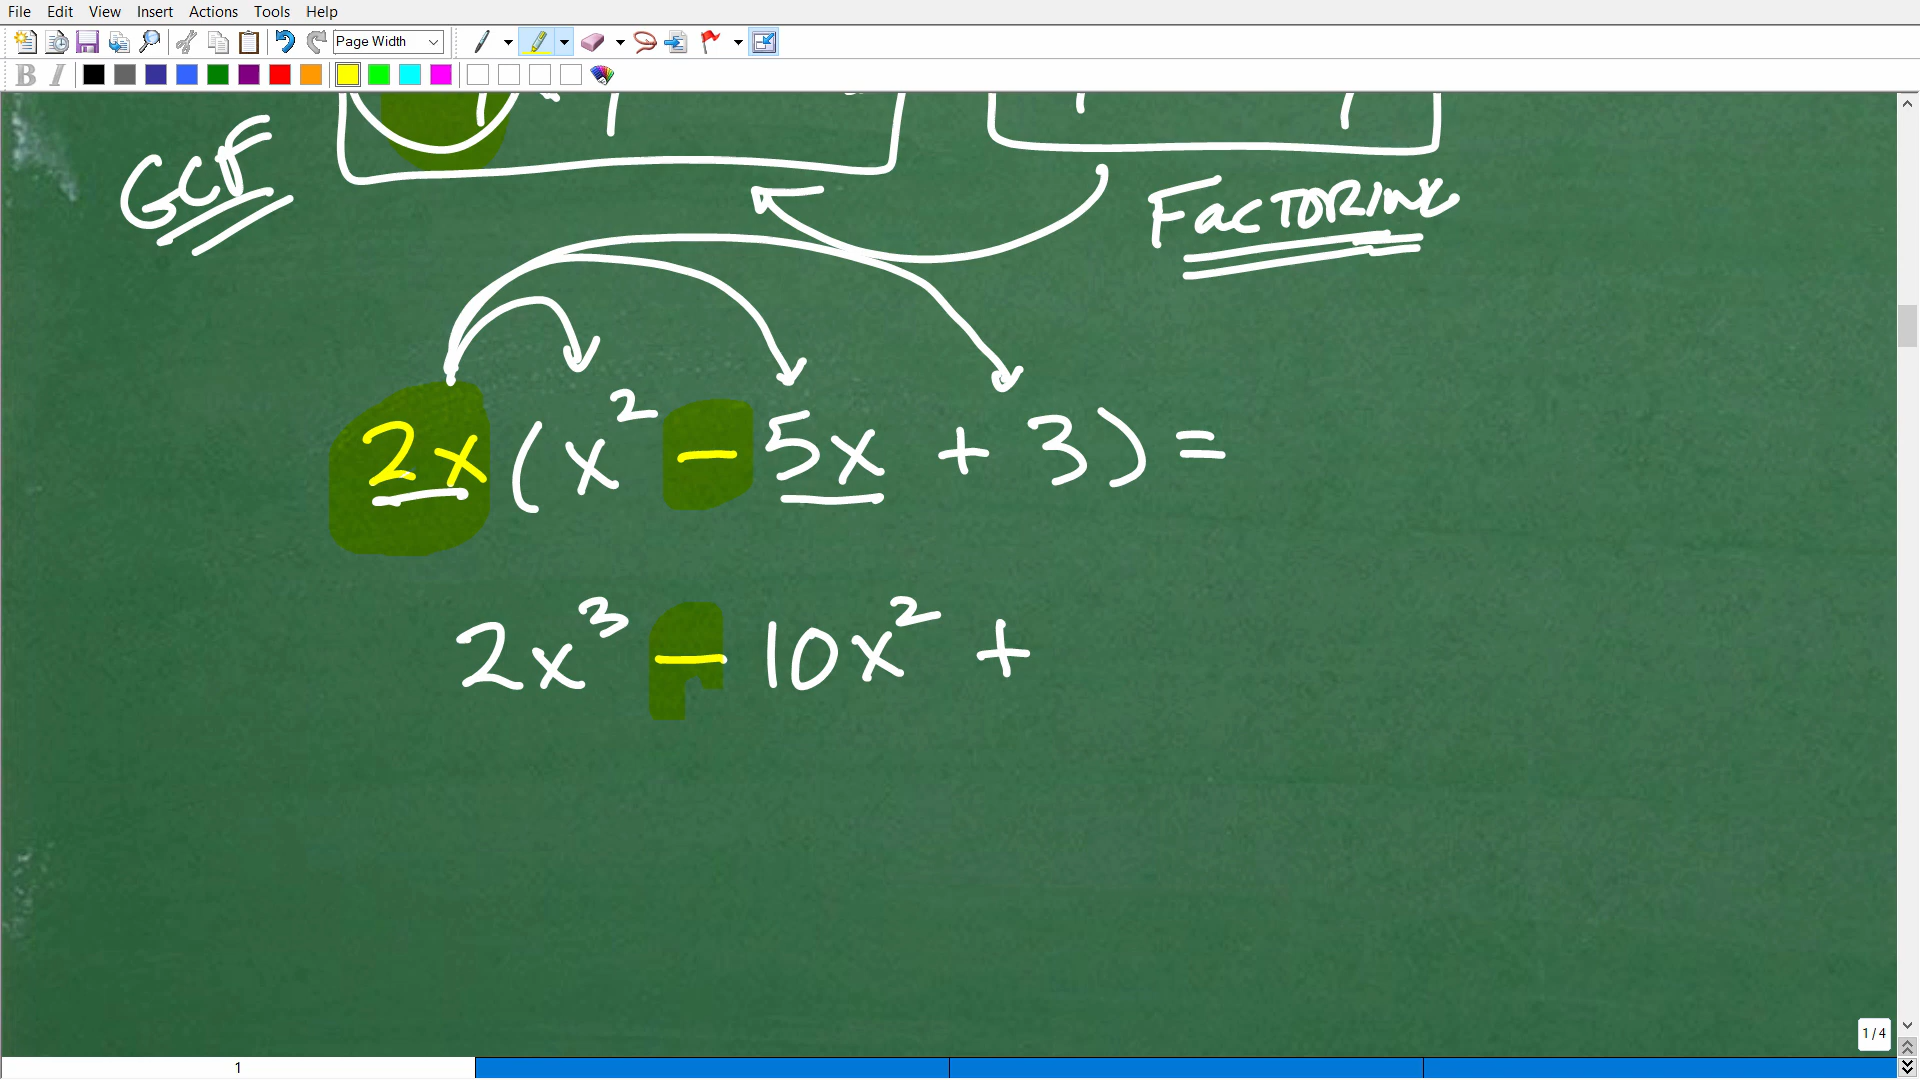 File Edit View Insert Actions Tools Help
Page Width
B I
GCF
FACTORING
2x(x² - 5x + 3) =
2x³ - 10x² +
1 / 4
1